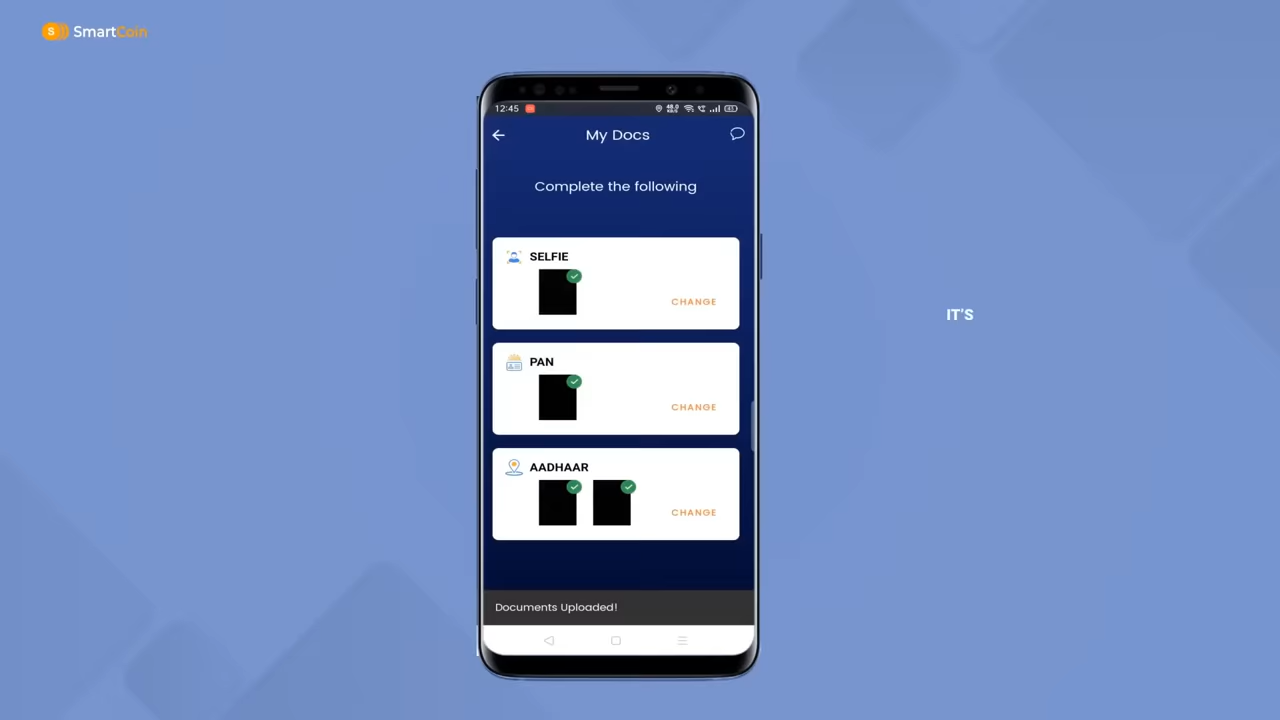 SmartCoin
12:45
My Docs
Complete the following
SELFIE
CHANGE
PAN
CHANGE
AADHAAR
CHANGE
Documents Uploaded!
IT'S